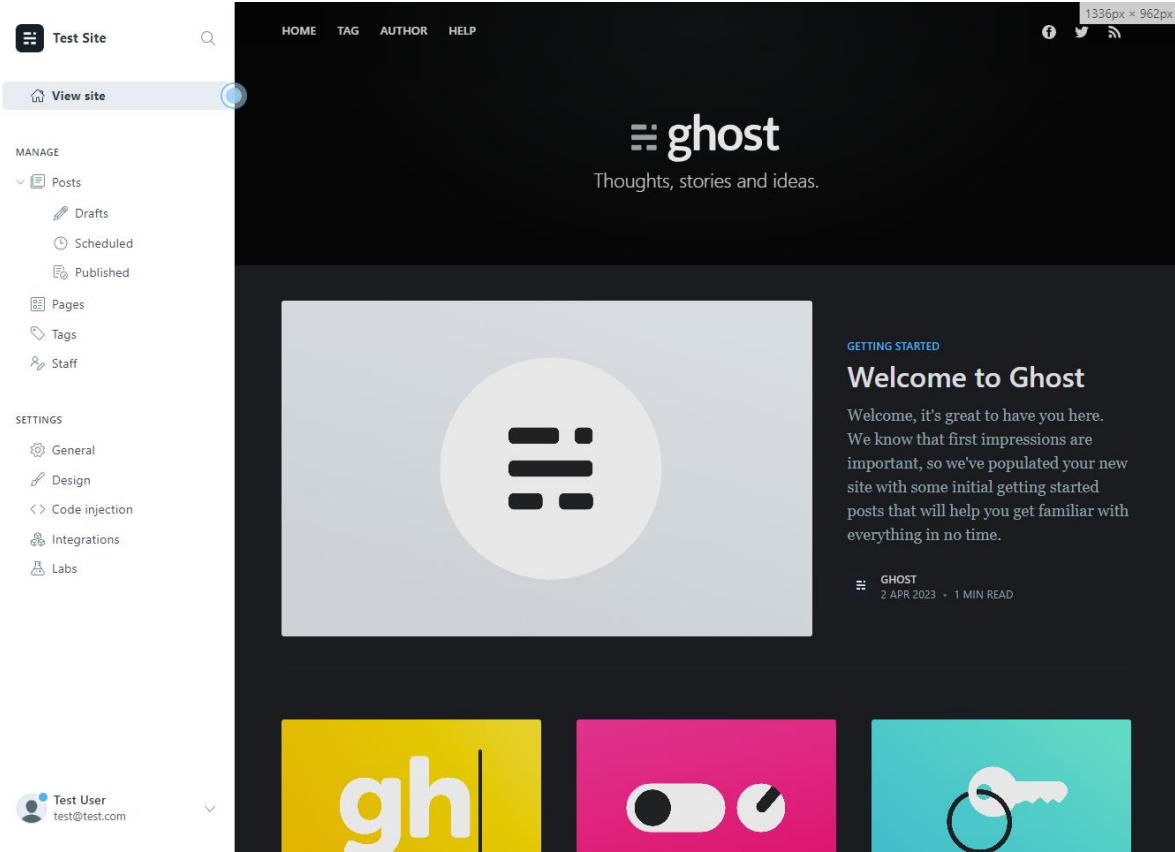 1336px × 962px
Test Site
View site
MANAGE
Posts
Drafts
Scheduled
Published
Pages
Tags
Staff
SETTINGS
General
Design
Code injection
Integrations
Labs
Test User
test@test.com
HOME TAG AUTHOR HELP
ghost
Thoughts, stories and ideas.
GETTING STARTED
Welcome to Ghost
Welcome, it's great to have you here.
We know that first impressions are
important, so we've populated your new
site with some initial getting started
posts that will help you get familiar with
everything in no time.
GHOST
2 APR 2023 • 1 MIN READ
gh